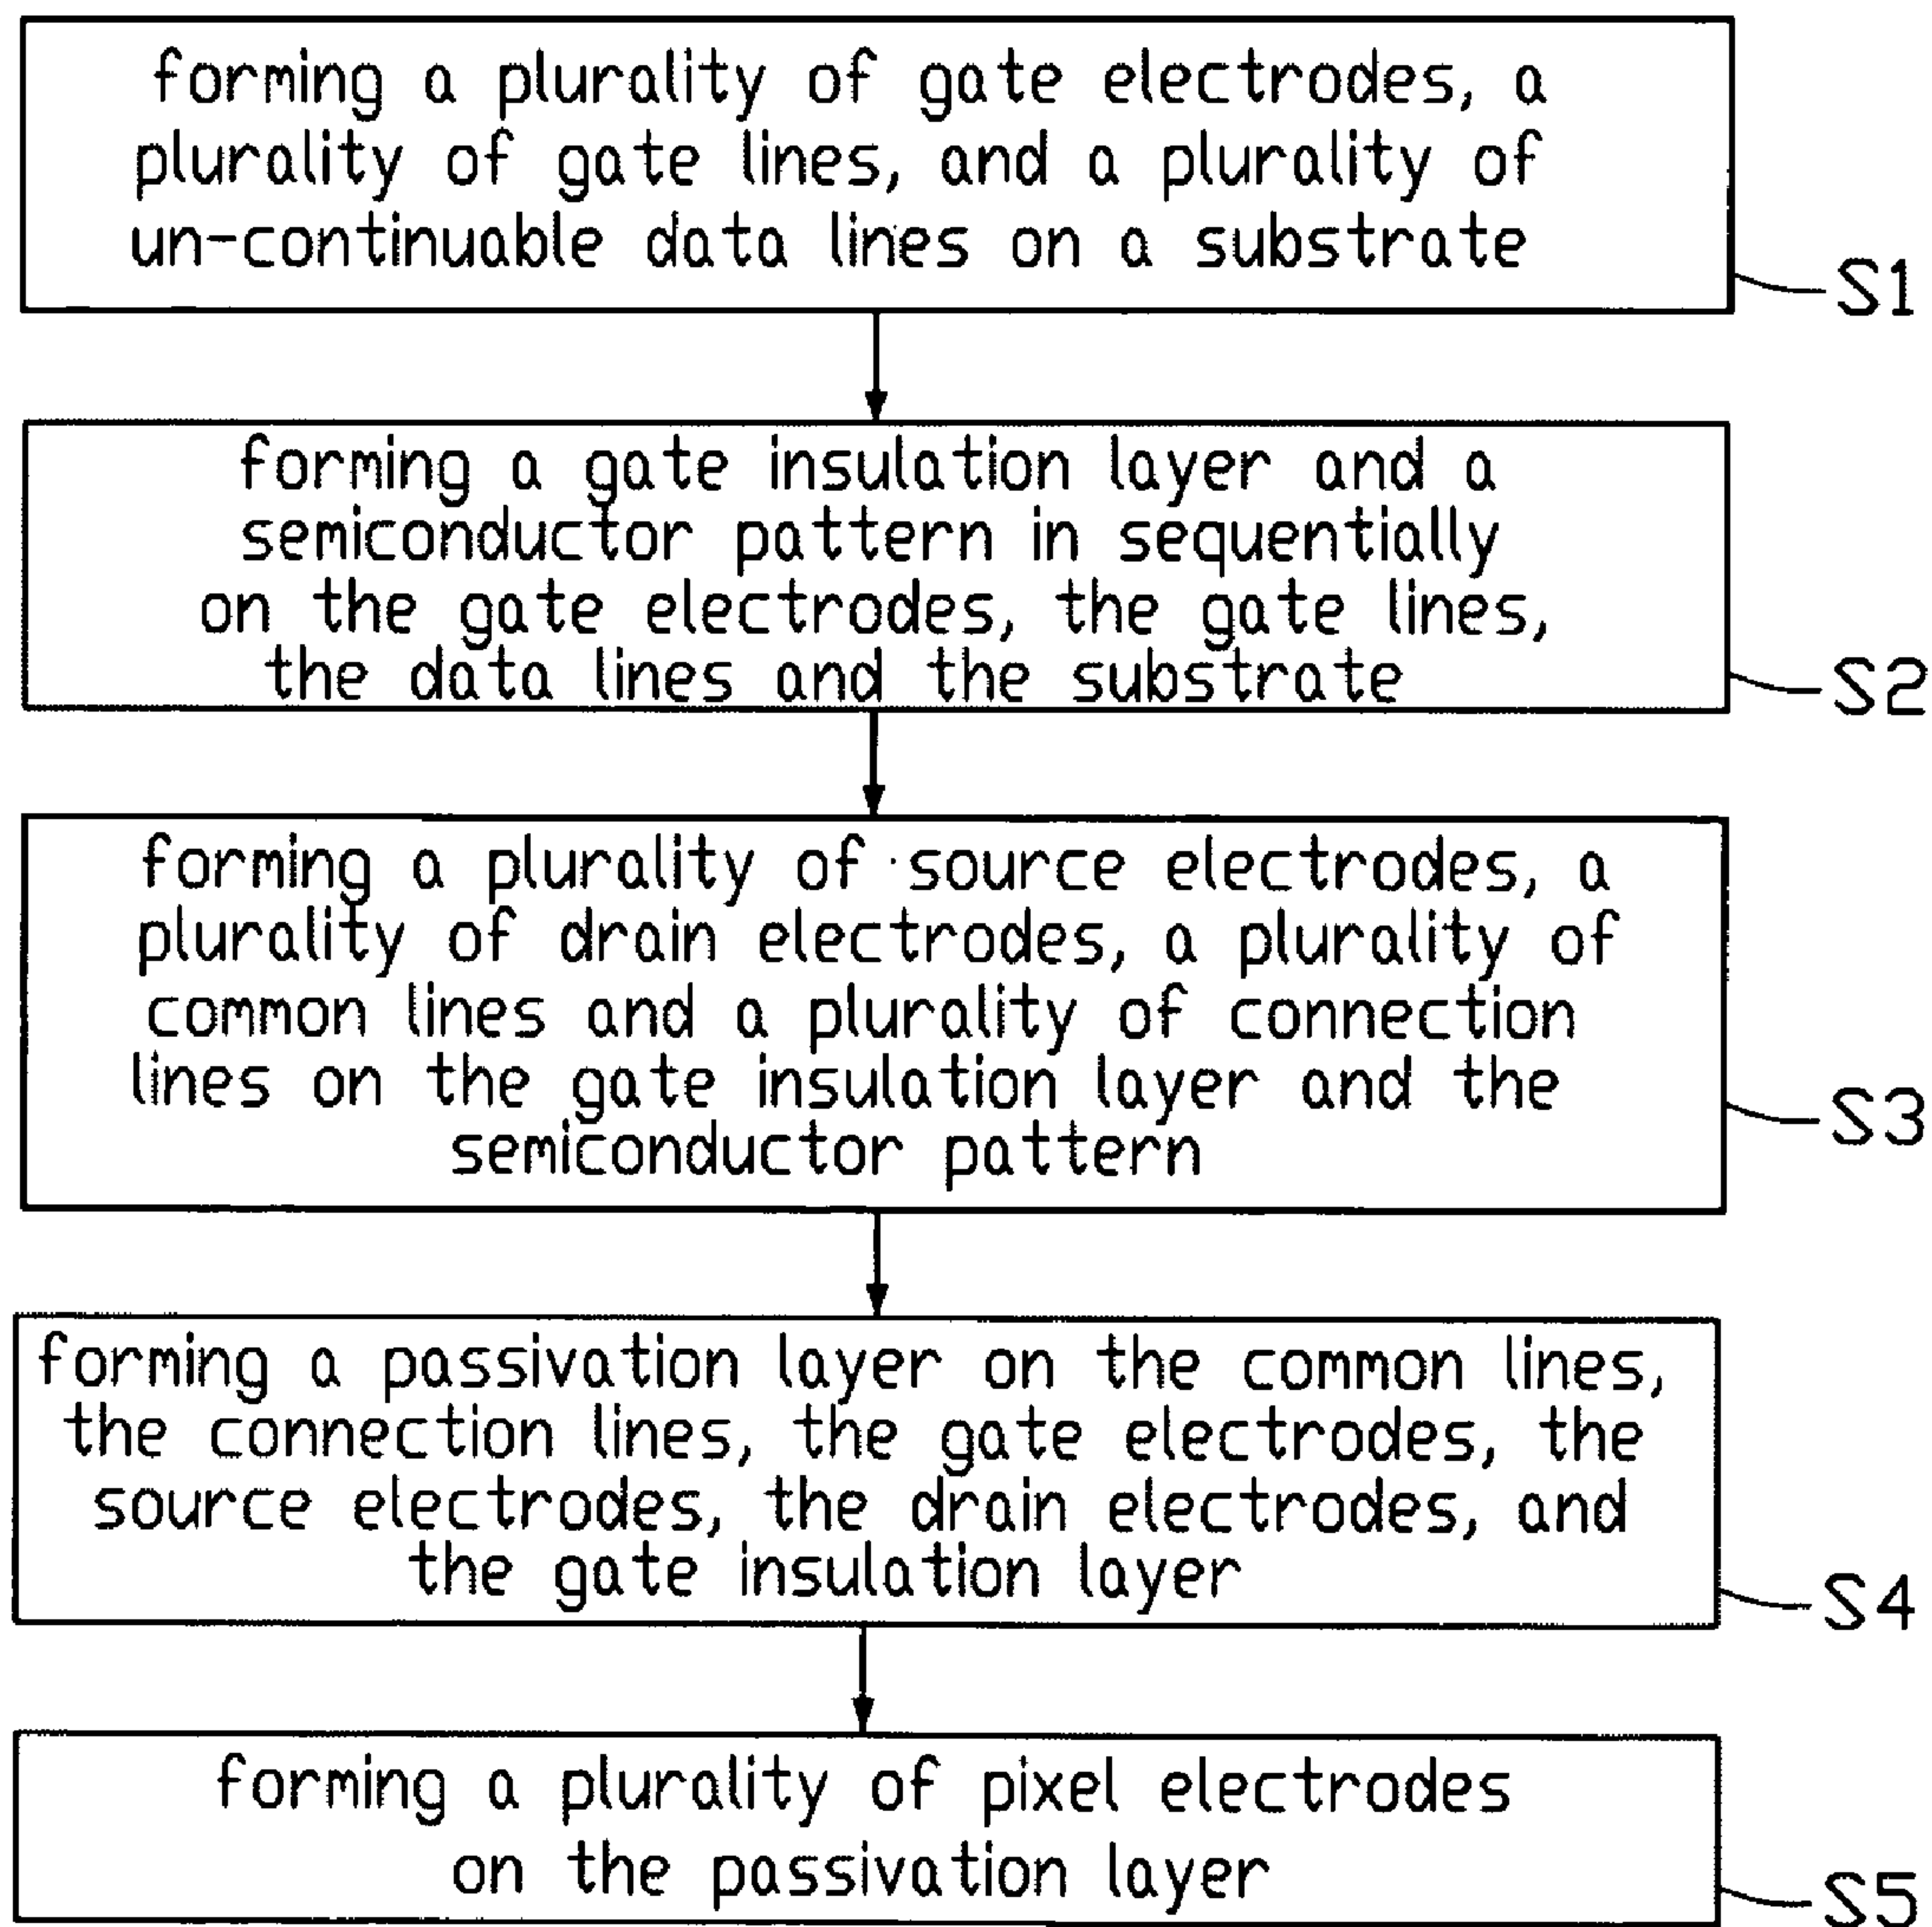 forming a plurality of gate electrodes, a
plurality of gate lines, and a plurality of
un-continuable data lines on a substrate
S1
forming a gate insulation layer and a
semiconductor pattern in sequentially
on the gate electrodes, the gate lines,
the data lines and the substrate
S2
forming a plurality of source electrodes, a
plurality of drain electrodes, a plurality of
common lines and a plurality of connection
lines on the gate insulation layer and the
semiconductor pattern
S3
forming a passivation layer on the common lines,
the connection lines, the gate electrodes, the
source electrodes, the drain electrodes, and
the gate insulation layer
S4
forming a plurality of pixel electrodes
on the passivation layer
S5